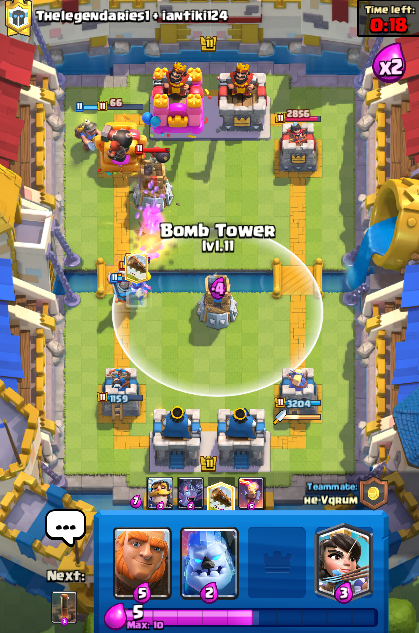 Thelegendaries1 + iantiki124
Time left:
0:18
x2
66
2856
Bomb Tower
lvl.11
4
1159
3204
Teammate:
he-VqRUM
Next:
5
2
3
5
Max: 10